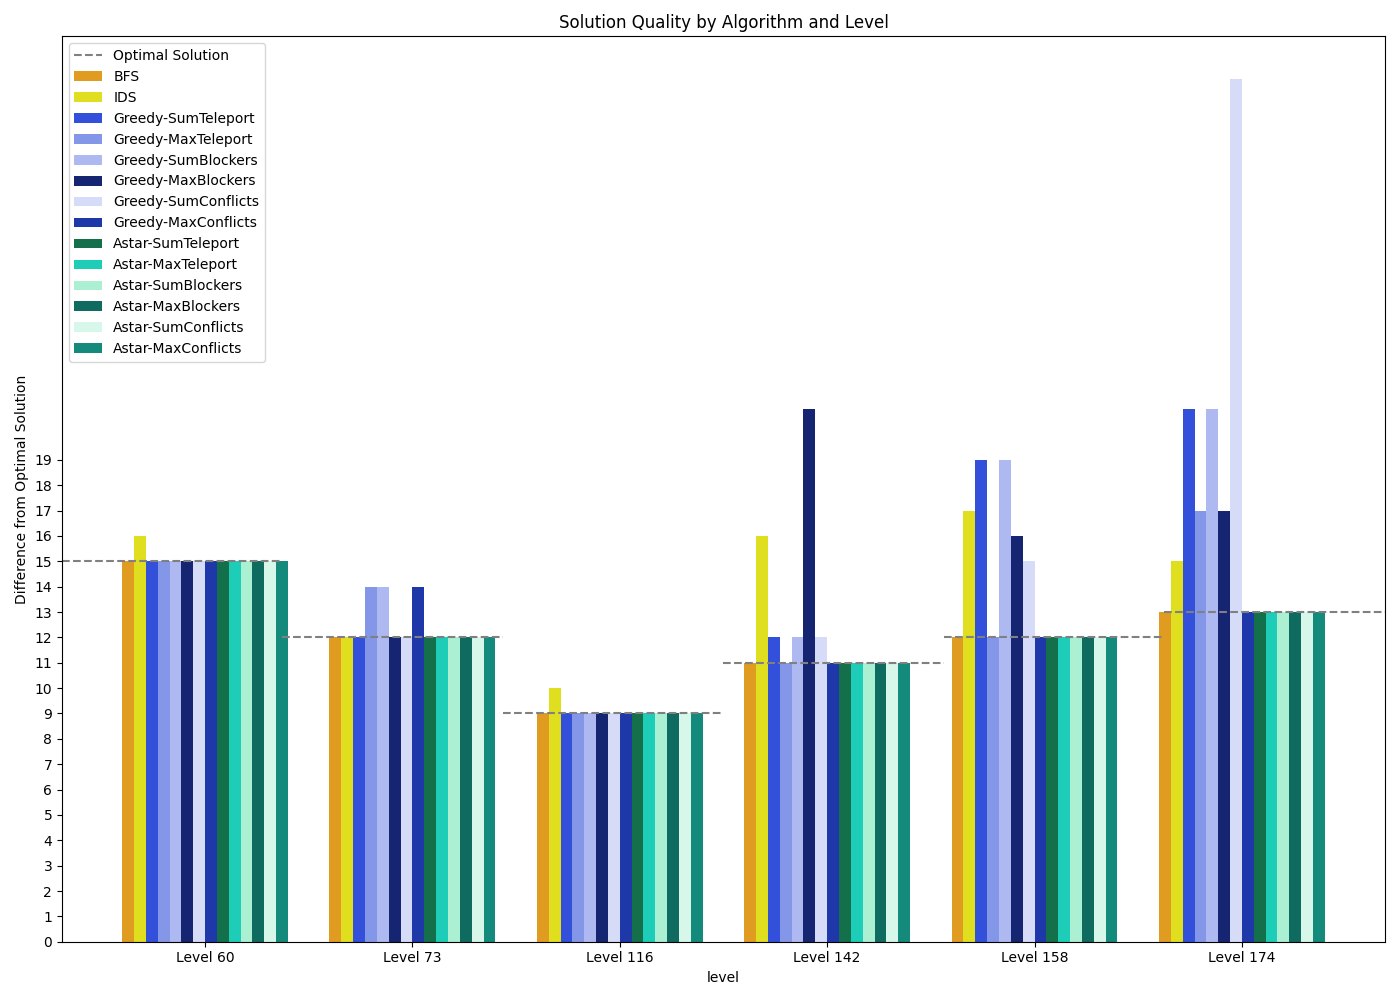 Solution Quality by Algorithm and Level
Optimal Solution
BFS
IDS
Greedy-SumTeleport
Greedy-MaxTeleport
Greedy-SumBlockers
Greedy-MaxBlockers
Greedy-SumConflicts
Greedy-MaxConflicts
Astar-SumTeleport
Astar-MaxTeleport
Astar-SumBlockers
Astar-MaxBlockers
Astar-SumConflicts
Astar-MaxConflicts
Difference from Optimal Solution
19
18
17
16
15
14
13
12
11
10
9
8
7
6
5
4
3
2
1
0
Level 60
Level 73
Level 116
Level 142
Level 158
Level 174
level